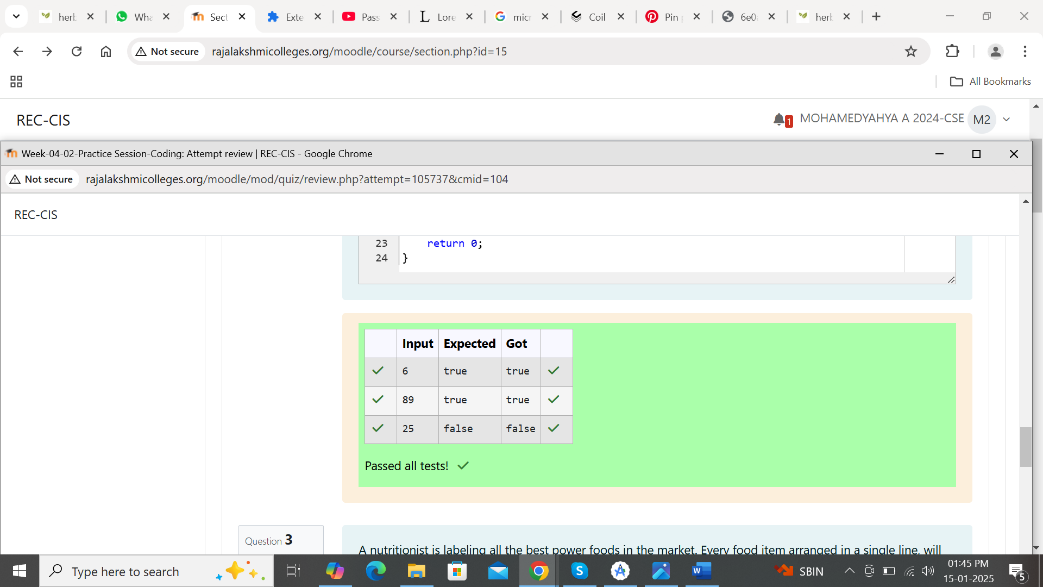 herl
Wha
Sect
Exte
Pass
Lore
micr
Coil
Pin
6e0
herl
Not secure
rajalakshmicolleges.org/moodle/course/section.php?id=15
All Bookmarks
REC-CIS
1
MOHAMEDYAHYA A 2024-CSE M2
Week-04-02-Practice Session-Coding: Attempt review | REC-CIS - Google Chrome
Not secure
rajalakshmicolleges.org/moodle/mod/quiz/review.php?attempt=105737&cmid=104
REC-CIS
23 return 0;
24 }
Input Expected Got
6 true true
89 true true
25 false false
Passed all tests!
Question 3
A nutritionist is labeling all the best power foods in the market. Every food item arranged in a single line, will
Type here to search
SBIN
01:45 PM
15-01-2025
5